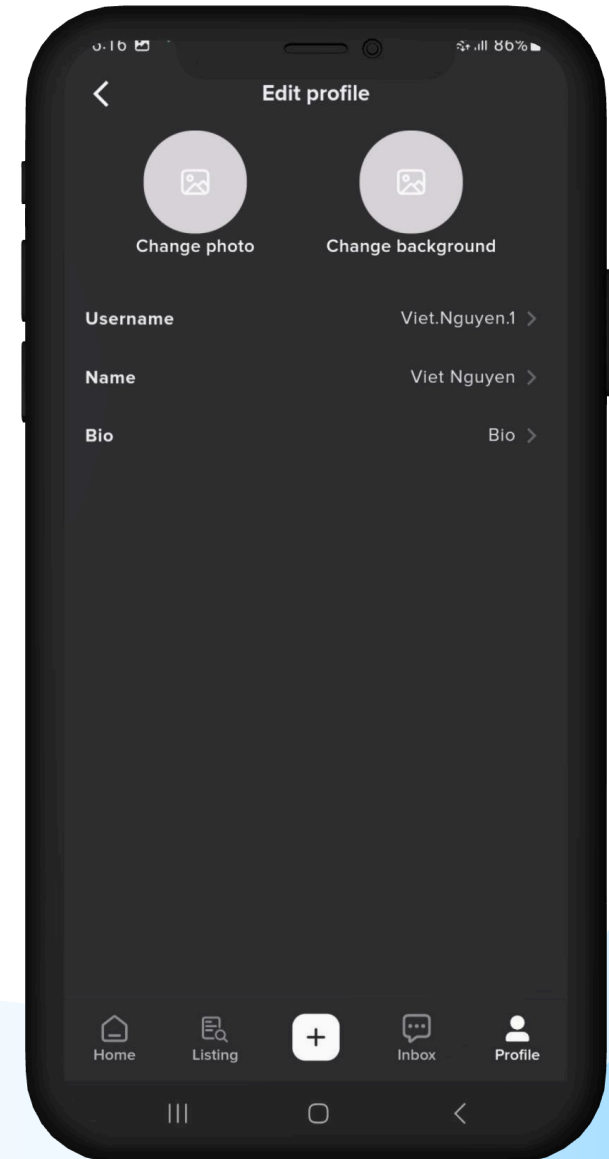 86%
Edit profile
Change photo Change background
Username Viet.Nguyen.1
Name Viet Nguyen
Bio Bio
Home Listing Inbox Profile